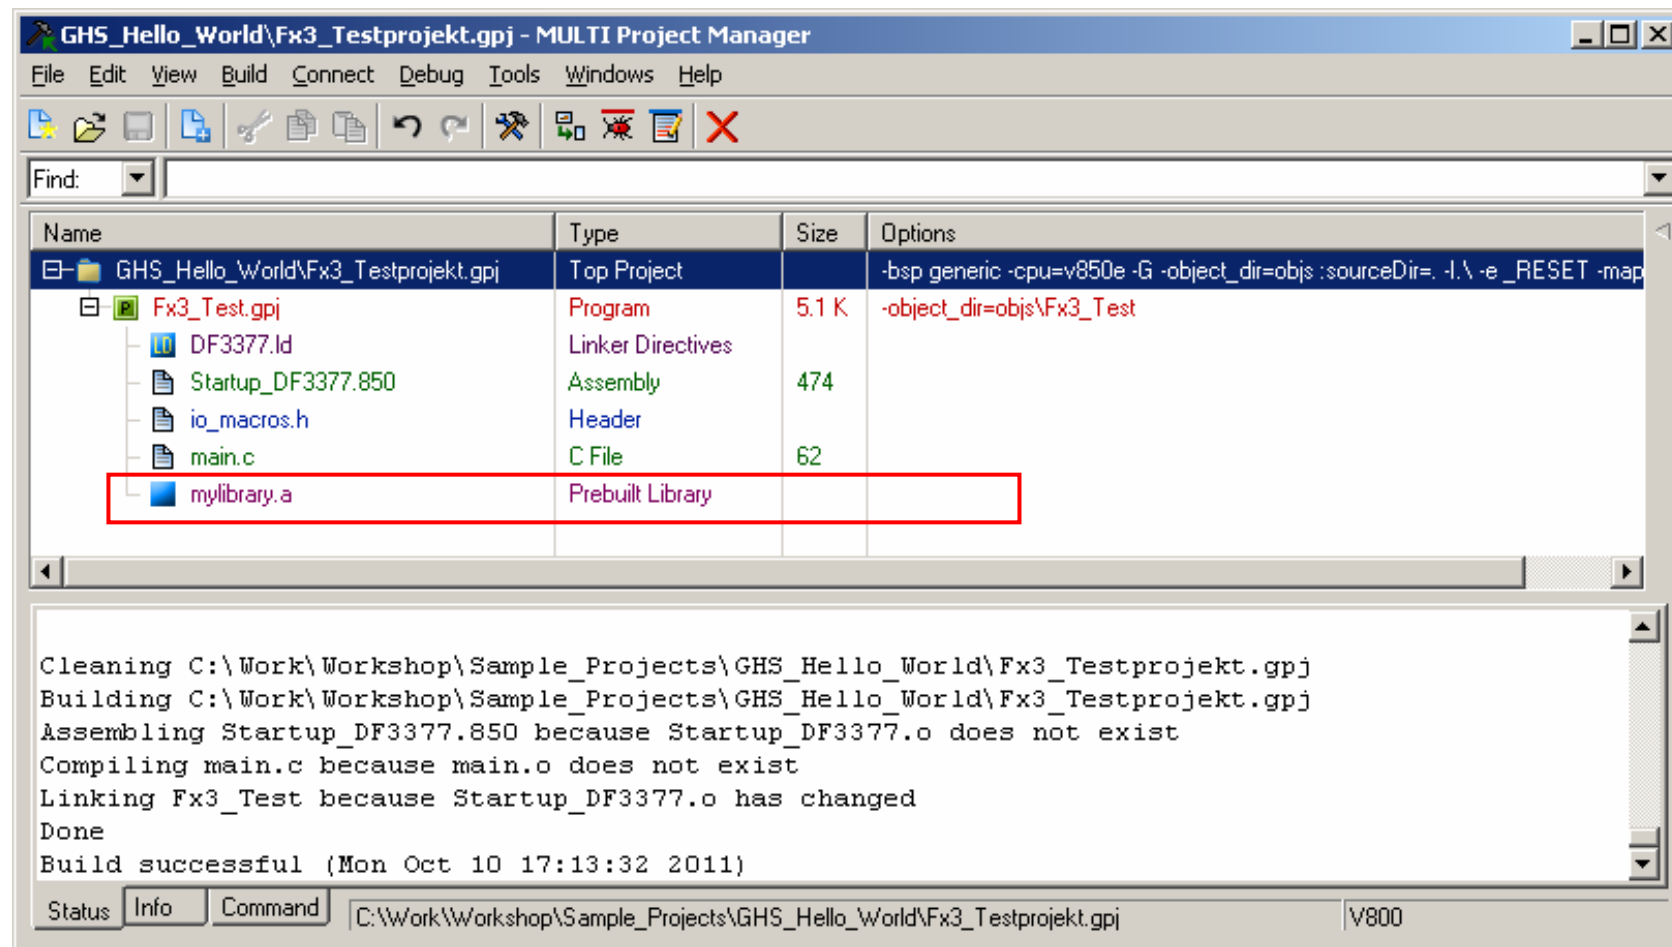 GHS_Hello_World\Fx3_Testprojekt.gpj - MULTI Project Manager
File Edit View Build Connect Debug Tools Windows Help
Find:
Name Type Size Options
GHS_Hello_World\Fx3_Testprojekt.gpj Top Project -bsp generic -cpu=v850e -G -object_dir=objs :sourceDir=. -I.\ -e _RESET -map
P Fx3_Test.gpj Program 5.1 K -object_dir=objs\Fx3_Test
LD DF3377.ld Linker Directives
Startup_DF3377.850 Assembly 474
io_macros.h Header
main.c C File 62
mylibrary.a Prebuilt Library
Cleaning C:\Work\Workshop\Sample_Projects\GHS_Hello_World\Fx3_Testprojekt.gpj
Building C:\Work\Workshop\Sample_Projects\GHS_Hello_World\Fx3_Testprojekt.gpj
Assembling Startup_DF3377.850 because Startup_DF3377.o does not exist
Compiling main.c because main.o does not exist
Linking Fx3_Test because Startup_DF3377.o has changed
Done
Build successful (Mon Oct 10 17:13:32 2011)
Status Info Command C:\Work\Workshop\Sample_Projects\GHS_Hello_World\Fx3_Testprojekt.gpj V800